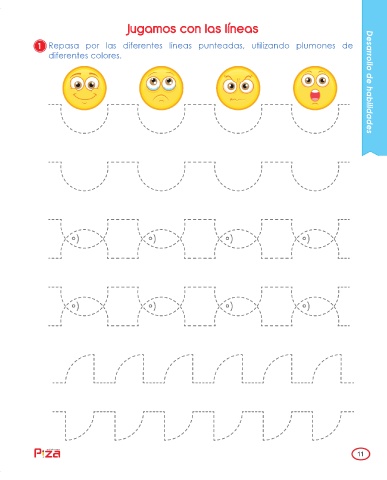 Jugamos con las líneas
1 Repasa por las diferentes líneas punteadas, utilizando plumones de
diferentes colores.
Desarrollo de habilidades
Piza
11